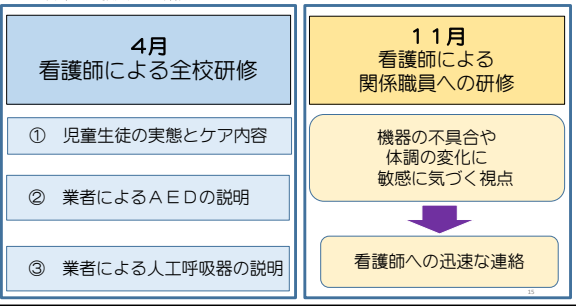 4月
看護師による全校研修
① 児童生徒の実態とケア内容
② 業者によるＡＥＤの説明
③ 業者による人工呼吸器の説明
１１月
看護師による
関係職員への研修
機器の不具合や
体調の変化に
敏感に気づく視点
看護師への迅速な連絡
15